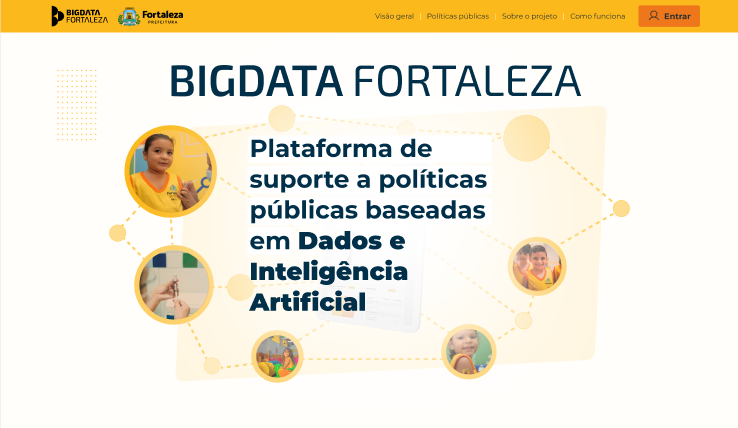 BIGDATA
FORTALEZA
Fortaleza
PREFEITURA
Visão geral
Políticas públicas
Sobre o projeto
Como funciona
Entrar
BIGDATA FORTALEZA
Plataforma de
suporte a políticas
públicas baseadas
em Dados e
Inteligência
Artificial